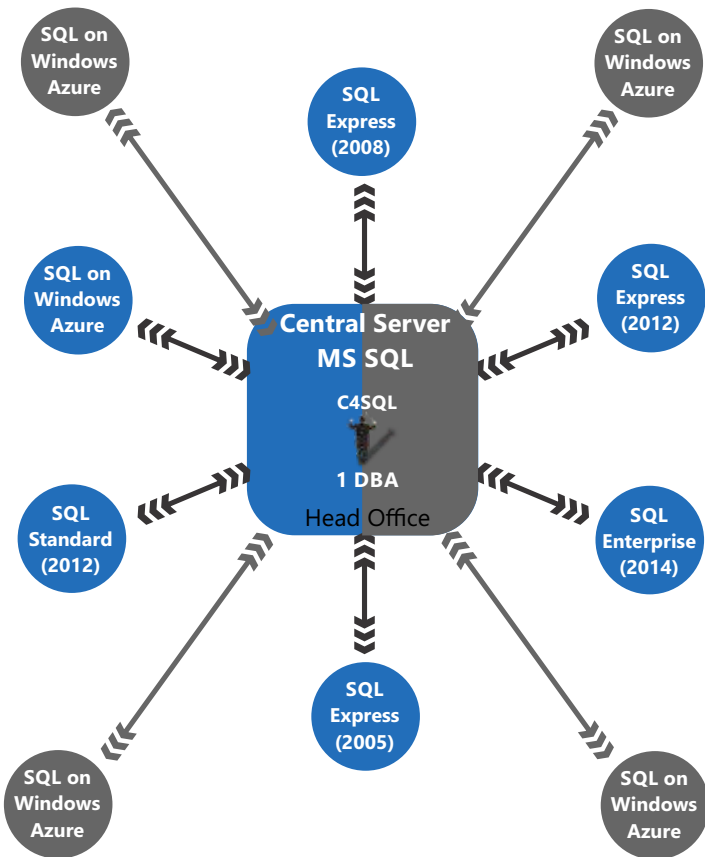 SQL on
Windows
Azure
SQL on
Windows
Azure
SQL
Express
(2008)
SQL on
Windows
Azure
SQL
Express
(2012)
Central Server
MS SQL
C4SQL
1 DBA
Head Office
SQL
Standard
(2012)
SQL
Enterprise
(2014)
SQL
Express
(2005)
SQL on
Windows
Azure
SQL on
Windows
Azure